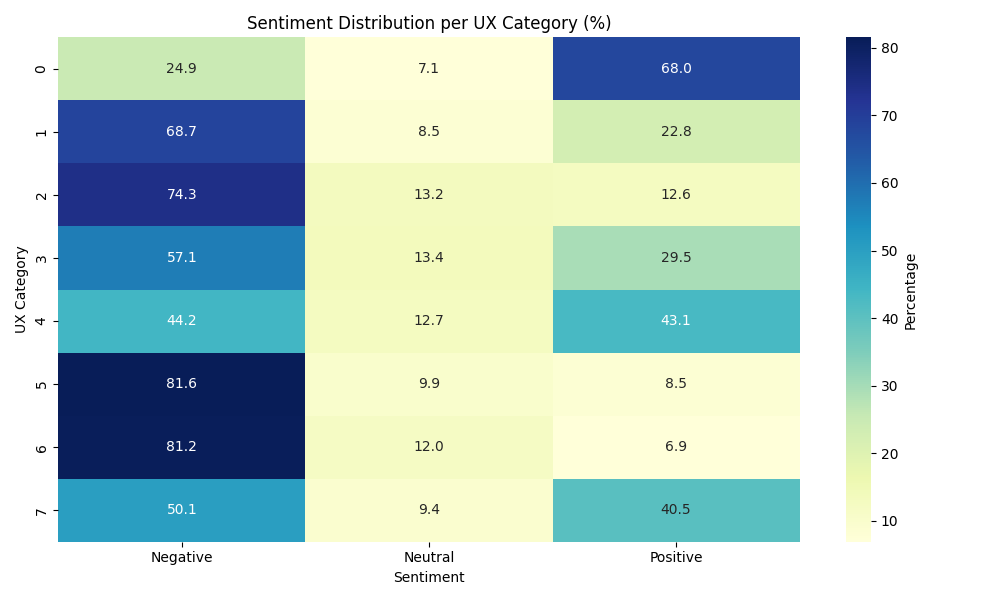 Sentiment Distribution per UX Category (%)
UX Category
0 24.9 7.1 68.0
1 68.7 8.5 22.8
2 74.3 13.2 12.6
3 57.1 13.4 29.5
4 44.2 12.7 43.1
5 81.6 9.9 8.5
6 81.2 12.0 6.9
7 50.1 9.4 40.5
Negative Neutral Positive
Sentiment
80
70
60
50
40
30
20
10
Percentage